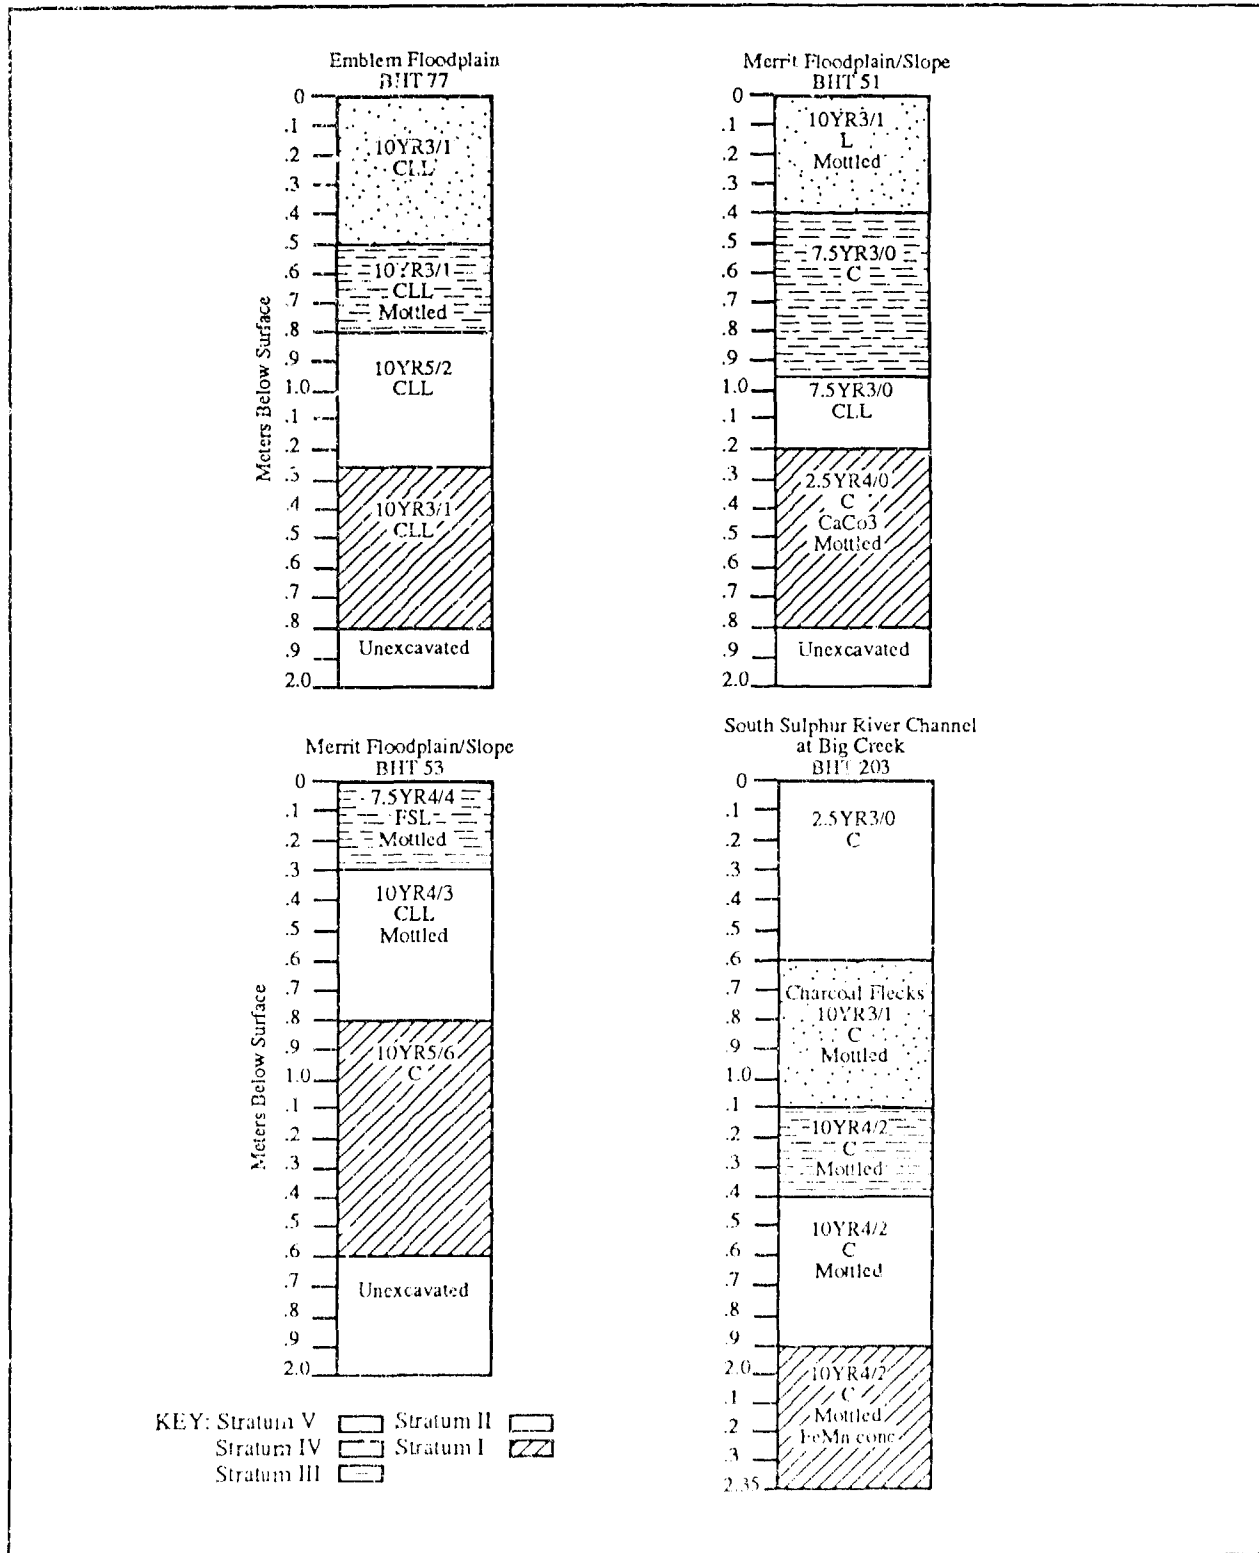 Emblem Floodplain
BHT 77
0
.1
.2
.3
.4
.5
.6
.7
.8
.9
1.0
.1
.2
.3
.4
.5
.6
.7
.8
.9
2.0
Meters Below Surface
10YR3/1
CLL
10YR3/1
CLL
Mottled
10YR5/2
CLL
10YR3/1
CLL
Unexcavated
Merrit Floodplain/Slope
BHT 51
0
.1
.2
.3
.4
.5
.6
.7
.8
.9
1.0
.1
.2
.3
.4
.5
.6
.7
.8
.9
2.0
10YR3/1
L
Mottled
7.5YR3/0
C
7.5YR3/0
CLL
2.5YR4/0
C
CaCo3
Mottled
Unexcavated
Merrit Floodplain/Slope
BHT 53
0
.1
.2
.3
.4
.5
.6
.7
.8
.9
1.0
.1
.2
.3
.4
.5
.6
.7
.8
.9
2.0
Meters Below Surface
7.5YR4/4
FSL
Mottled
10YR4/3
CLL
Mottled
10YR5/6
C
Unexcavated
South Sulphur River Channel
at Big Creek
BHT 203
0
.1
.2
.3
.4
.5
.6
.7
.8
.9
1.0
.1
.2
.3
.4
.5
.6
.7
.8
.9
2.0
.1
.2
.3
2.35
2.5YR3/0
C
Charcoal Flecks
10YR3/1
C
Mottled
10YR4/2
C
Mottled
10YR4/2
C
Mottled
10YR4/2
C
Mottled
FeMn conc
KEY: Stratum V Stratum II
Stratum IV Stratum I
Stratum III